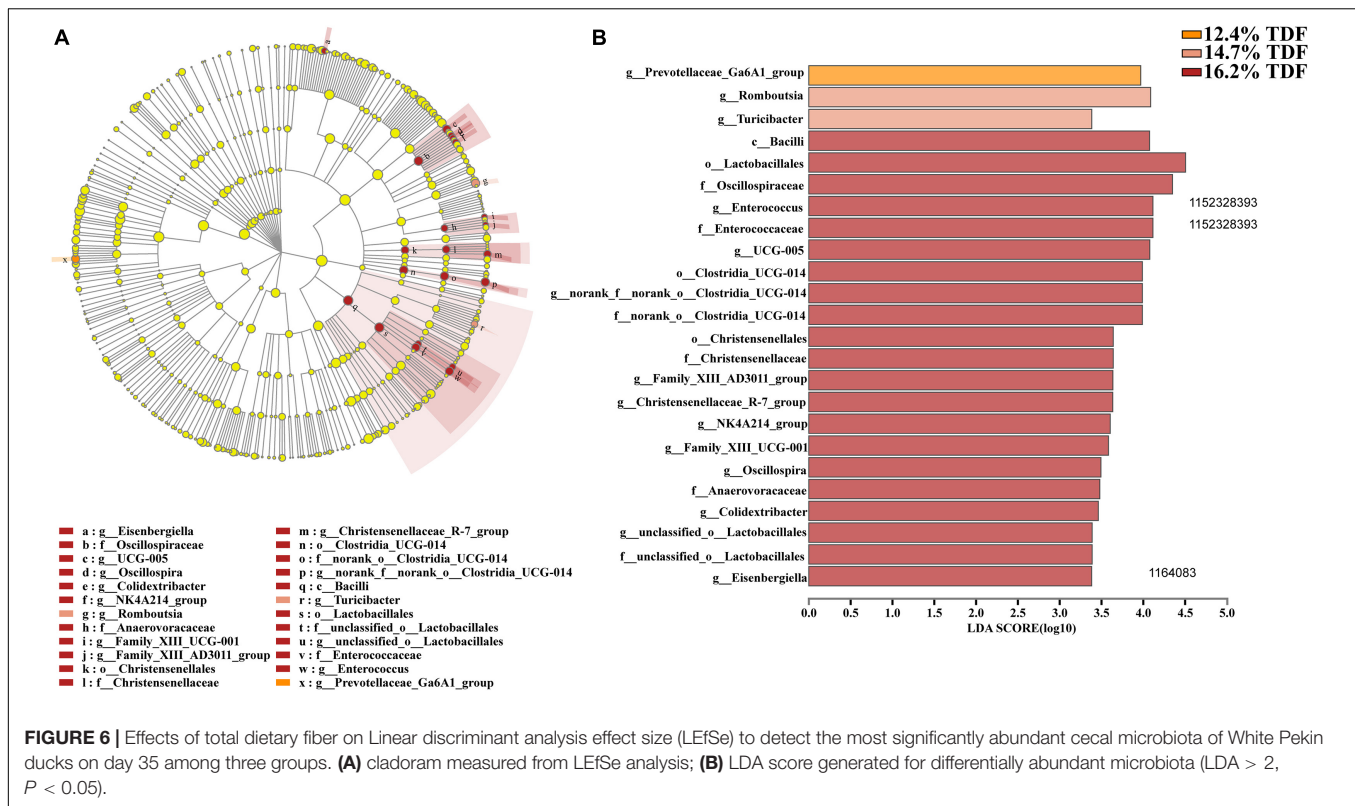 A
B
12.4% TDF
14.7% TDF
16.2% TDF
a
b
c
g
i
j
h
k
l
m
n
o
p
q
r
s
u
w
x
g__Prevotellaceae_Ga6A1_group
g__Romboutsia
g__Turicibacter
c__Bacilli
o__Lactobacillales
f__Oscillospiraceae
g__Enterococcus 1152328393
f__Enterococcaceae 1152328393
g__UCG-005
o__Clostridia_UCG-014
g__norank_f__norank_o__Clostridia_UCG-014
f__norank_o__Clostridia_UCG-014
o__Christensenellales
f__Christensenellaceae
g__Family_XIII_AD3011_group
g__Christensenellaceae_R-7_group
g__NK4A214_group
g__Family_XIII_UCG-001
g__Oscillospira
f__Anaerovoracaceae
g__Colidextribacter
g__unclassified_o__Lactobacillales
f__unclassified_o__Lactobacillales
g__Eisenbergiella 1164083
0.0 0.5 1.0 1.5 2.0 2.5 3.0 3.5 4.0 4.5 5.0
LDA SCORE(log10)
a : g__Eisenbergiella
b : f__Oscillospiraceae
c : g__UCG-005
d : g__Oscillospira
e : g__Colidextribacter
f : g__NK4A214_group
g : g__Romboutsia
h : f__Anaerovoracaceae
i : g__Family_XIII_UCG-001
j : g__Family_XIII_AD3011_group
k : o__Christensenellales
l : f__Christensenellaceae
m : g__Christensenellaceae_R-7_group
n : o__Clostridia_UCG-014
o : f__norank_o__Clostridia_UCG-014
p : g__norank_f__norank_o__Clostridia_UCG-014
q : c__Bacilli
r : g__Turicibacter
s : o__Lactobacillales
t : f__unclassified_o__Lactobacillales
u : g__unclassified_o__Lactobacillales
v : f__Enterococcaceae
w : g__Enterococcus
x : g__Prevotellaceae_Ga6A1_group
FIGURE 6 | Effects of total dietary fiber on Linear discriminant analysis effect size (LEfSe) to detect the most significantly abundant cecal microbiota of White Pekin
ducks on day 35 among three groups. (A) cladoram measured from LEfSe analysis; (B) LDA score generated for differentially abundant microbiota (LDA > 2,
P < 0.05).